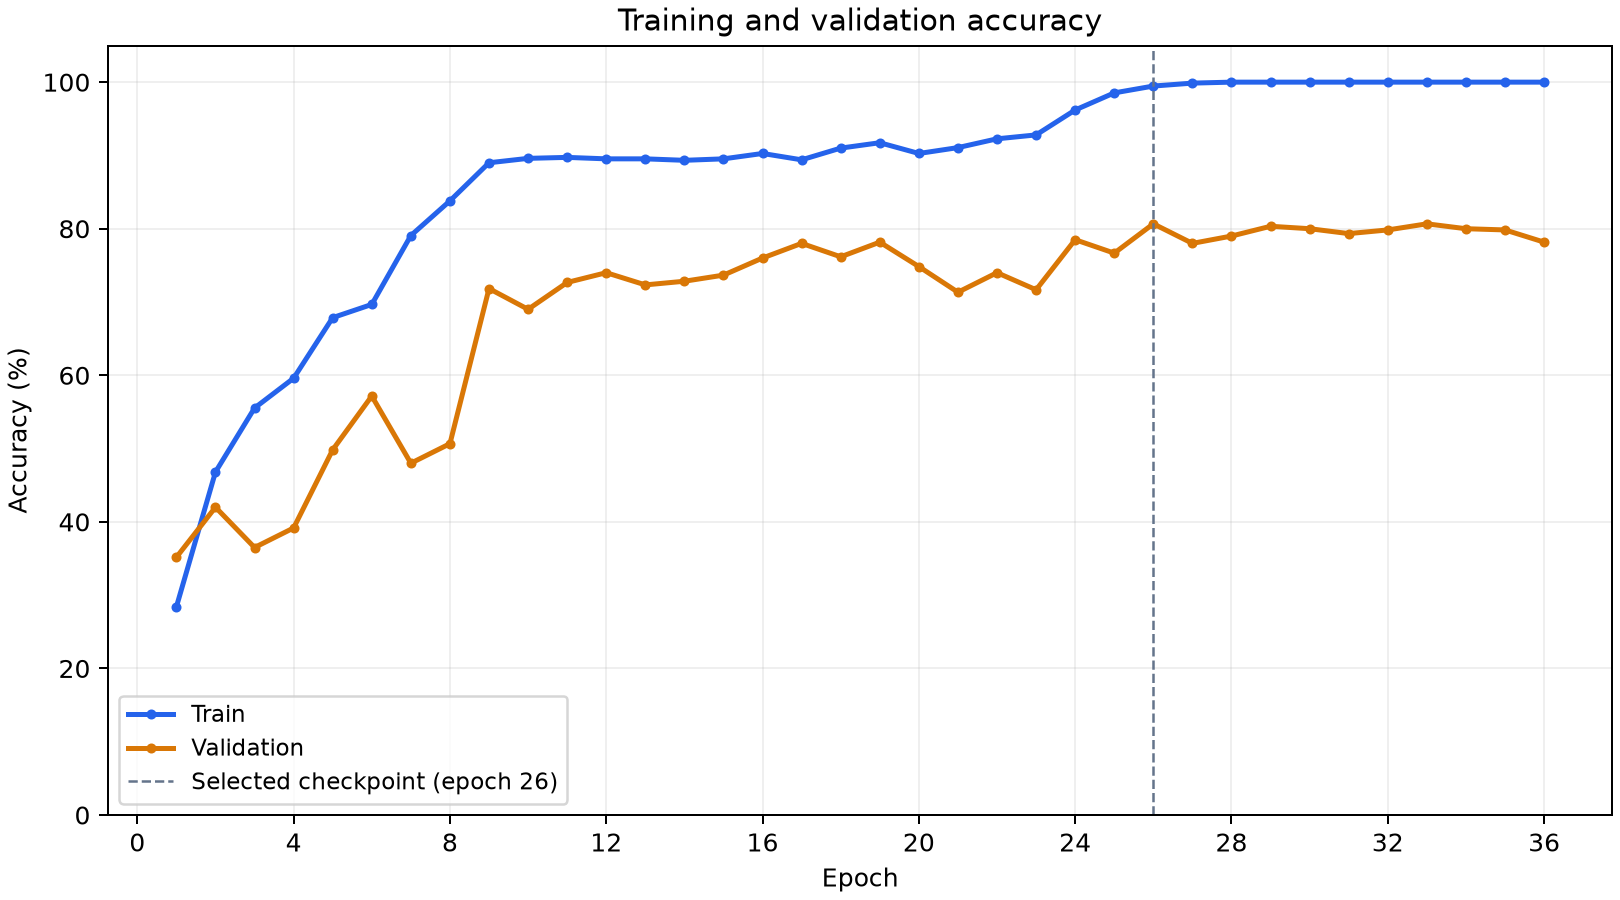 Training and validation accuracy
Accuracy (%)
100
80
60
40
20
0
Train
Validation
Selected checkpoint (epoch 26)
0 4 8 12 16 20 24 28 32 36
Epoch